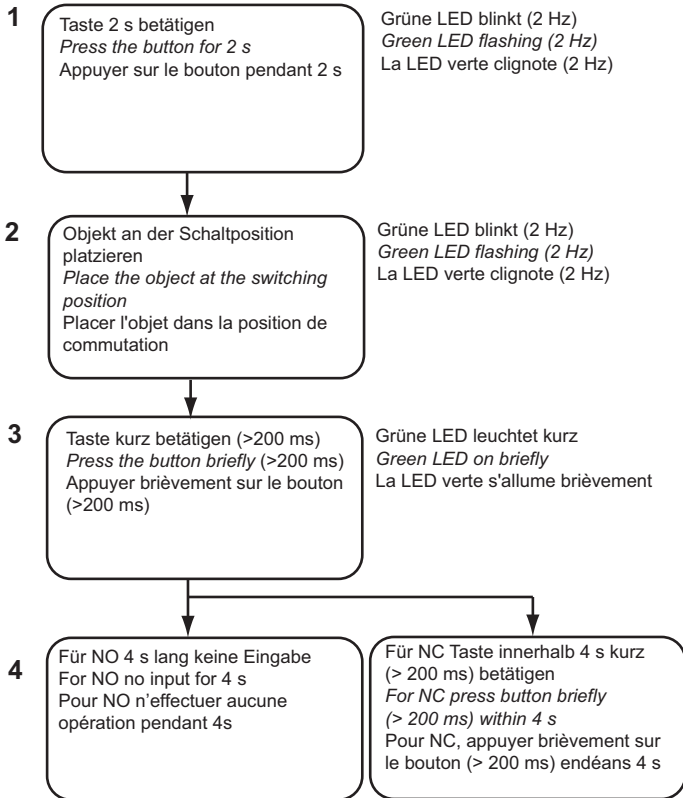 1
Taste 2 s betätigen
Press the button for 2 s
Appuyer sur le bouton pendant 2 s
Grüne LED blinkt (2 Hz)
Green LED flashing (2 Hz)
La LED verte clignote (2 Hz)
2
Objekt an der Schaltposition
platzieren
Place the object at the switching
position
Placer l'objet dans la position de
commutation
Grüne LED blinkt (2 Hz)
Green LED flashing (2 Hz)
La LED verte clignote (2 Hz)
3
Taste kurz betätigen (>200 ms)
Press the button briefly (>200 ms)
Appuyer brièvement sur le bouton
(>200 ms)
Grüne LED leuchtet kurz
Green LED on briefly
La LED verte s'allume brièvement
4
Für NO 4 s lang keine Eingabe
For NO no input for 4 s
Pour NO n’effectuer aucune
opération pendant 4s
Für NC Taste innerhalb 4 s kurz
(> 200 ms) betätigen
For NC press button briefly
(> 200 ms) within 4 s
Pour NC, appuyer brièvement sur
le bouton (> 200 ms) endéans 4 s